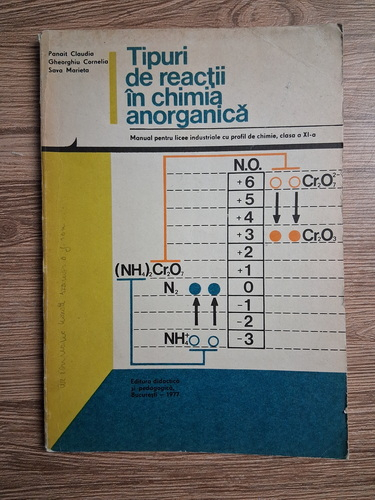 Panait Claudia
Gheorghiu Cornelia
Sava Marieta
Tipuri
de reacții
în chimia
anorganică
Manual pentru licee industriale cu profil de chimie, clasa a XI-a
N.O.
+6 Cr₂O₇²⁻
+5
+4
+3 Cr₂O₃
+2
(NH₄)₂Cr₂O₇ +1
N₂ 0
-1
-2
NH₄⁺ -3
Editura didactică
și pedagogică,
București - 1977